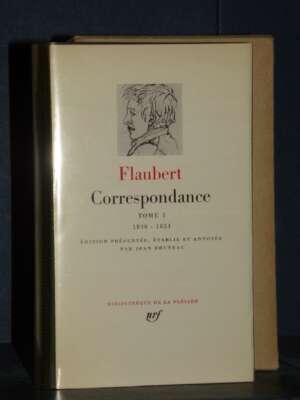 Flaubert
Correspondance
TOME I
1830 - 1851
ÉDITION PRÉSENTÉE, ÉTABLIE ET ANNOTÉE
PAR JEAN BRUNEAU
BIBLIOTHÈQUE DE LA PLÉIADE
nrf